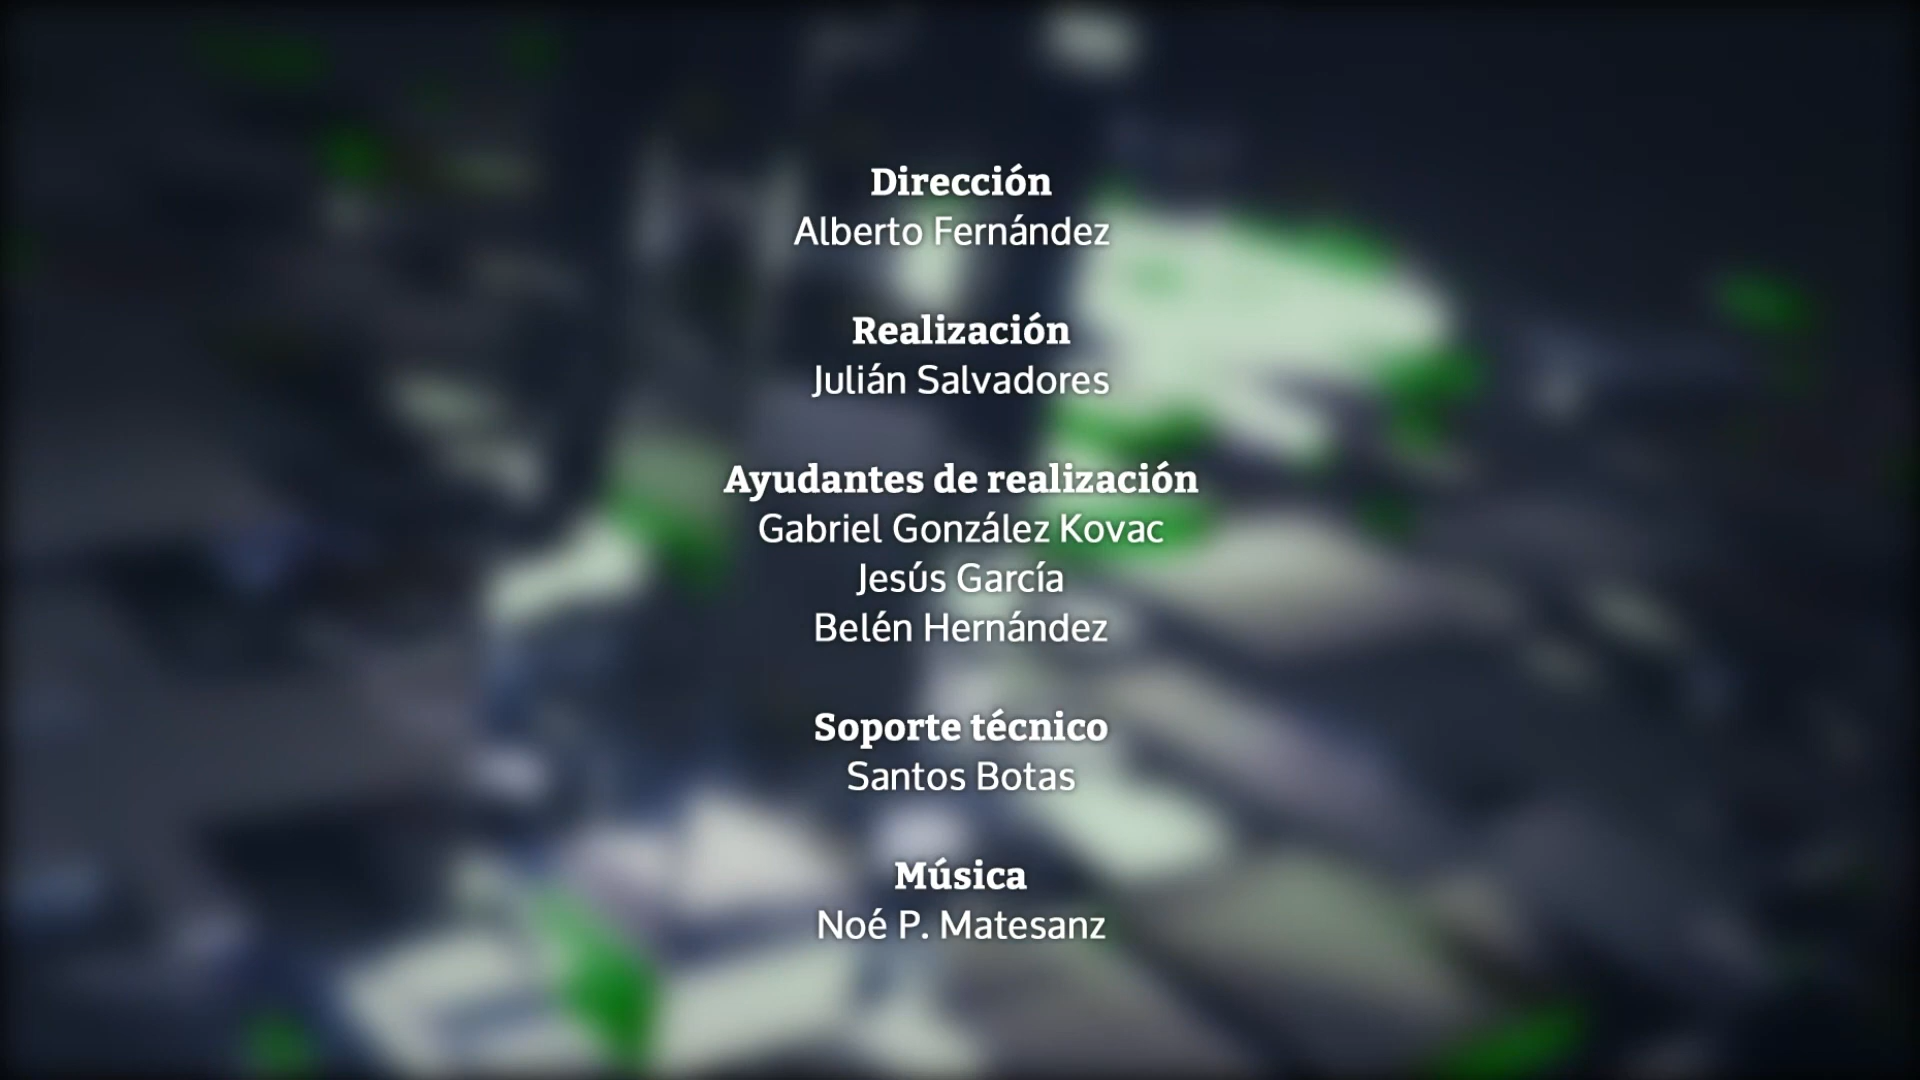 Dirección
Alberto Fernández
Realización
Julián Salvadores
Ayudantes de realización
Gabriel González Kovac
Jesús García
Belén Hernández
Soporte técnico
Santos Botas
Música
Noé P. Matesanz